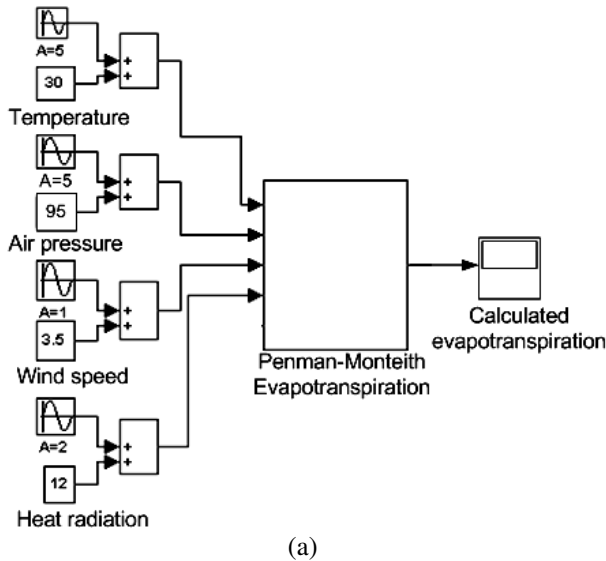 A=5
+
+
30
Temperature
A=5
+
+
95
Air pressure
A=1
+
+
3.5
Wind speed
A=2
+
+
12
Heat radiation
Penman-Monteith
Evapotranspiration
Calculated
evapotranspiration
(a)